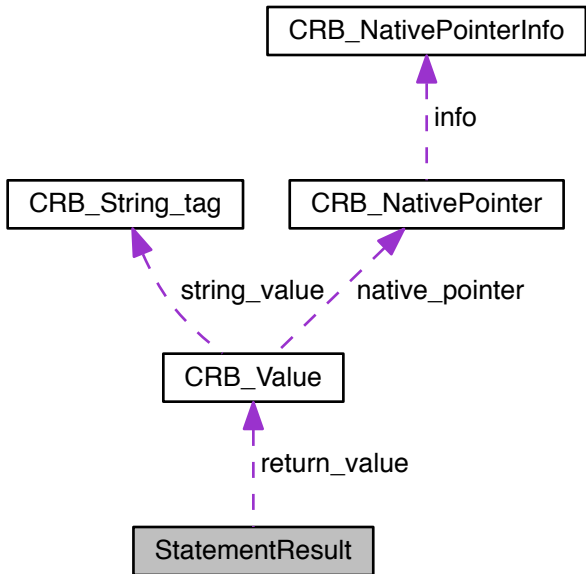 CRB_NativePointerInfo
info
CRB_String_tag
CRB_NativePointer
string_value
native_pointer
CRB_Value
return_value
StatementResult